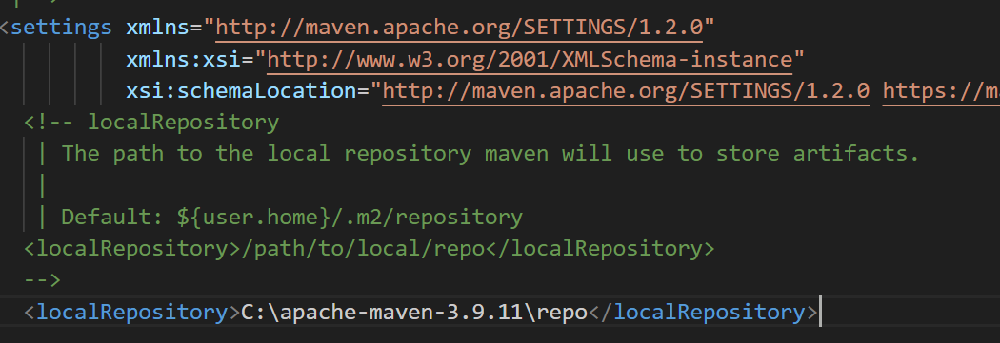 <settings xmlns="http://maven.apache.org/SETTINGS/1.2.0"
xmlns:xsi="http://www.w3.org/2001/XMLSchema-instance"
xsi:schemaLocation="http://maven.apache.org/SETTINGS/1.2.0 https://m
<!-- localRepository
| The path to the local repository maven will use to store artifacts.
|
| Default: ${user.home}/.m2/repository
<localRepository>/path/to/local/repo</localRepository>
-->
<localRepository>C:\apache-maven-3.9.11\repo</localRepository>